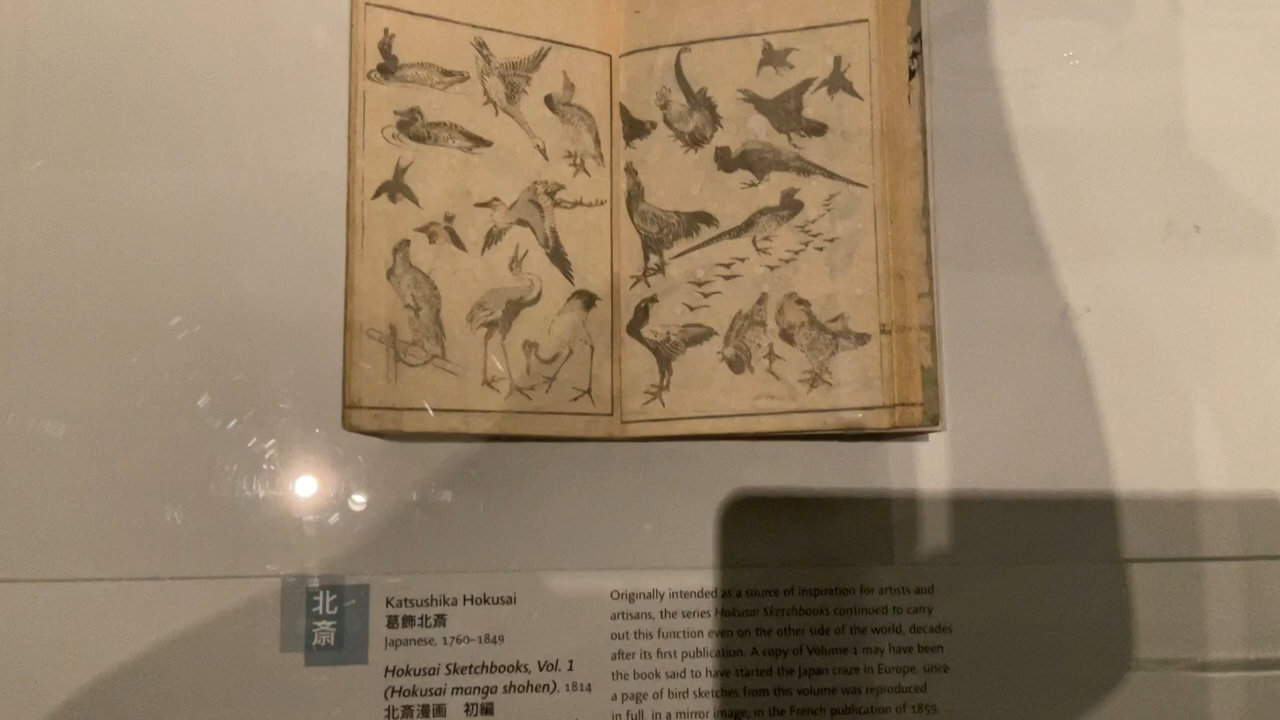 北
斎
Katsushika Hokusai
葛飾北斎
Japanese, 1760–1849
Hokusai Sketchbooks, Vol. 1
(Hokusai manga shohen), 1814
北斎漫画 初編
Originally intended as a source of inspiration for artists and
artisans, the series Hokusai Sketchbooks continued to carry
out this function even on the other side of the world, decades
after its first publication. A copy of Volume 1 may have been
the book said to have started the Japan craze in Europe, since
a page of bird sketches from this volume was reproduced
in full, in a mirror image, in the French publication of 1859,